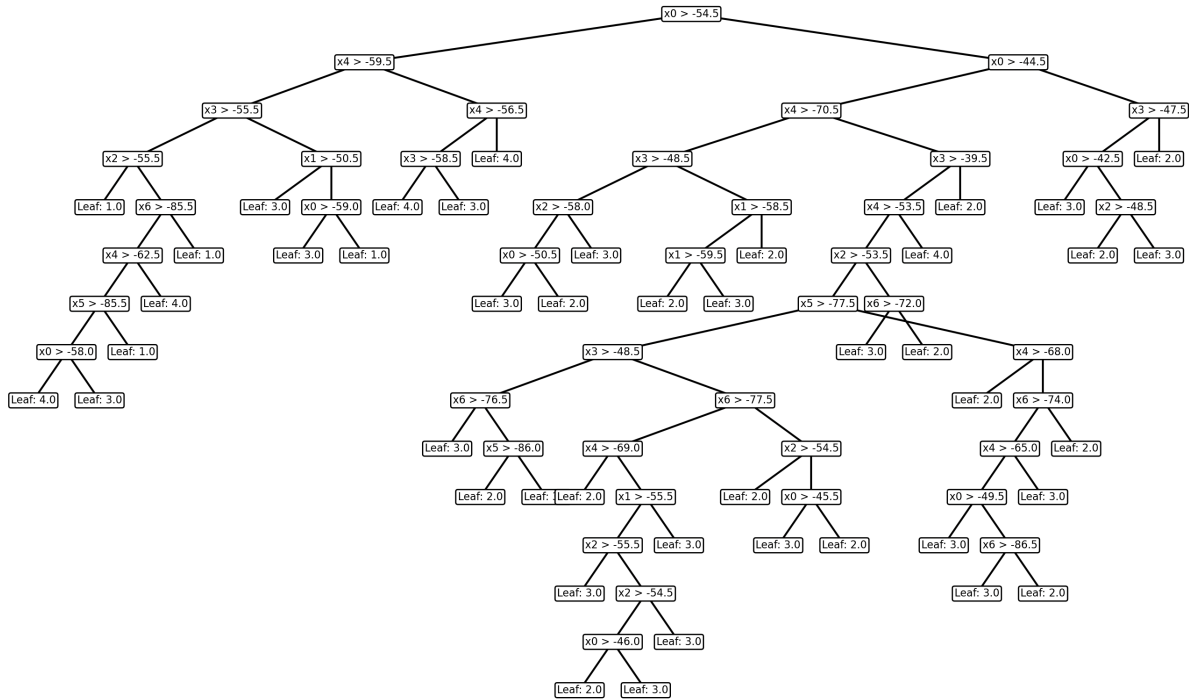 x0 > -54.5
x4 > -59.5
x0 > -44.5
x3 > -55.5
x4 > -56.5
x4 > -70.5
x3 > -47.5
x2 > -55.5
x1 > -50.5
x3 > -58.5
Leaf: 4.0
x3 > -48.5
x3 > -39.5
x0 > -42.5
Leaf: 2.0
Leaf: 1.0
x6 > -85.5
Leaf: 3.0
x0 > -59.0
Leaf: 4.0
Leaf: 3.0
x2 > -58.0
x1 > -58.5
x4 > -53.5
Leaf: 2.0
Leaf: 3.0
x2 > -48.5
x4 > -62.5
Leaf: 1.0
Leaf: 3.0
Leaf: 1.0
x0 > -50.5
Leaf: 3.0
x1 > -59.5
Leaf: 2.0
x2 > -53.5
Leaf: 4.0
Leaf: 2.0
Leaf: 3.0
x5 > -85.5
Leaf: 4.0
Leaf: 3.0
Leaf: 2.0
Leaf: 2.0
Leaf: 3.0
x5 > -77.5
x6 > -72.0
x0 > -58.0
Leaf: 1.0
x3 > -48.5
Leaf: 3.0
Leaf: 2.0
x4 > -68.0
Leaf: 4.0
Leaf: 3.0
x6 > -76.5
x6 > -77.5
Leaf: 2.0
x6 > -74.0
Leaf: 3.0
x5 > -86.0
x4 > -69.0
x2 > -54.5
x4 > -65.0
Leaf: 2.0
Leaf: 2.0
Leaf:
Leaf: 2.0
x1 > -55.5
Leaf: 2.0
x0 > -45.5
x0 > -49.5
Leaf: 3.0
x2 > -55.5
Leaf: 3.0
Leaf: 3.0
Leaf: 2.0
Leaf: 3.0
x6 > -86.5
Leaf: 3.0
x2 > -54.5
Leaf: 3.0
Leaf: 2.0
x0 > -46.0
Leaf: 3.0
Leaf: 2.0
Leaf: 3.0